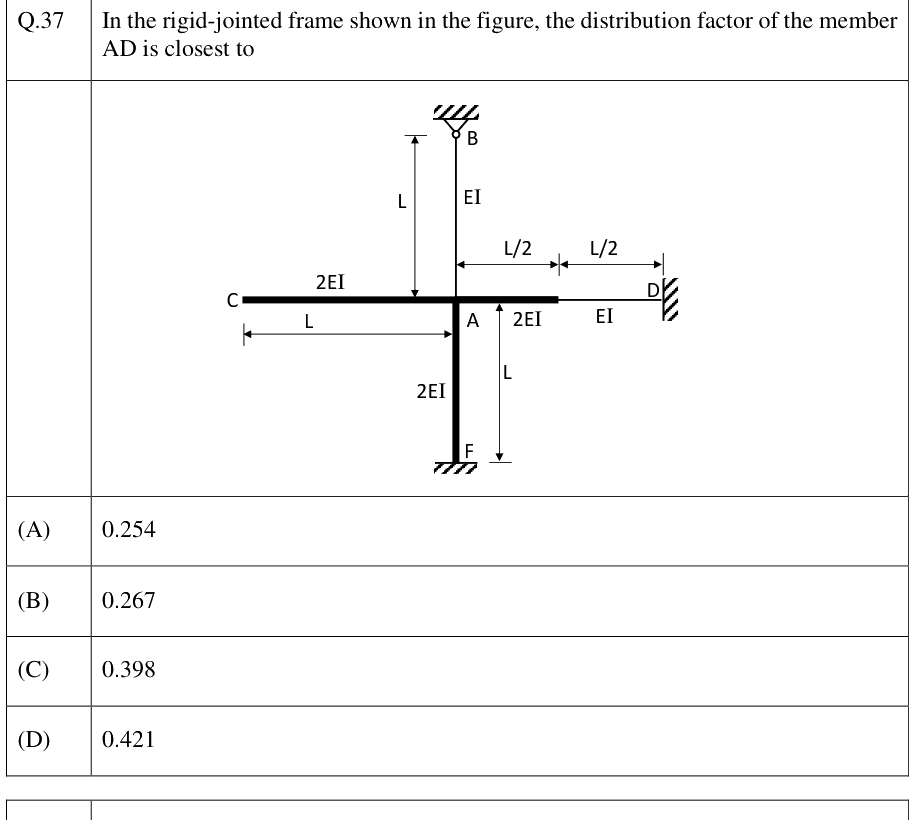 Q.37
In the rigid-jointed frame shown in the figure, the distribution factor of the member
AD is closest to
B
L
EI
L/2
L/2
2EI
C
D
L
A
2EI
EI
L
2EI
F
(A)
0.254
(B)
0.267
(C)
0.398
(D)
0.421